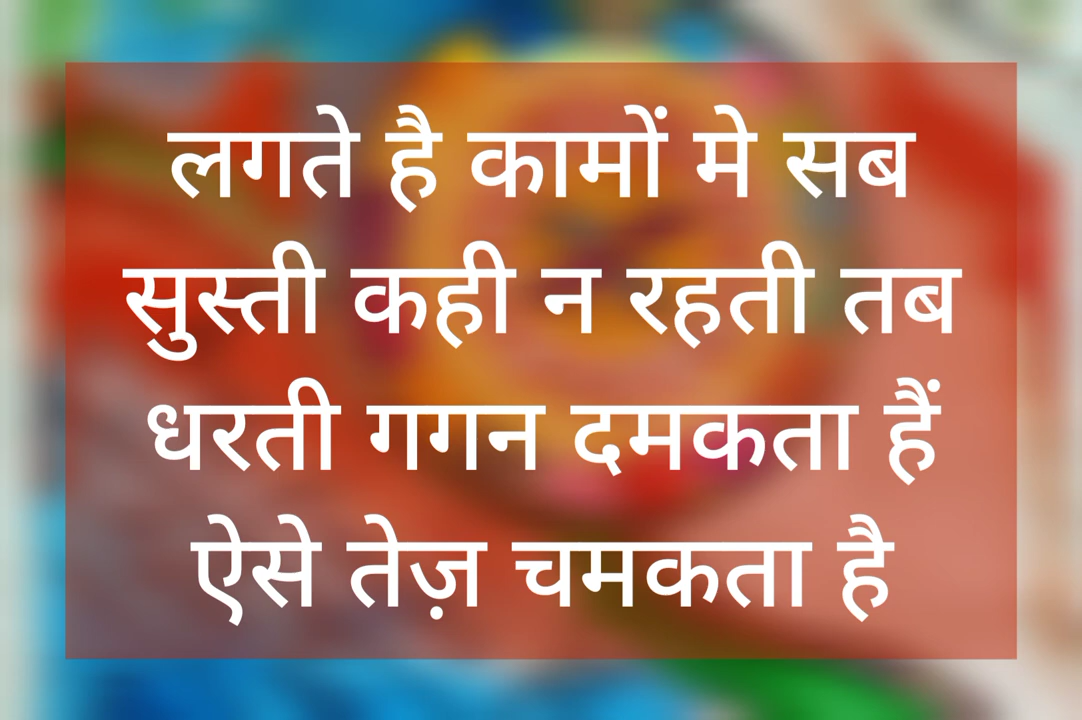 लगते है कामों मे सब
सुस्ती कही न रहती तब
धरती गगन दमकता हैं
ऐसे तेज़ चमकता है